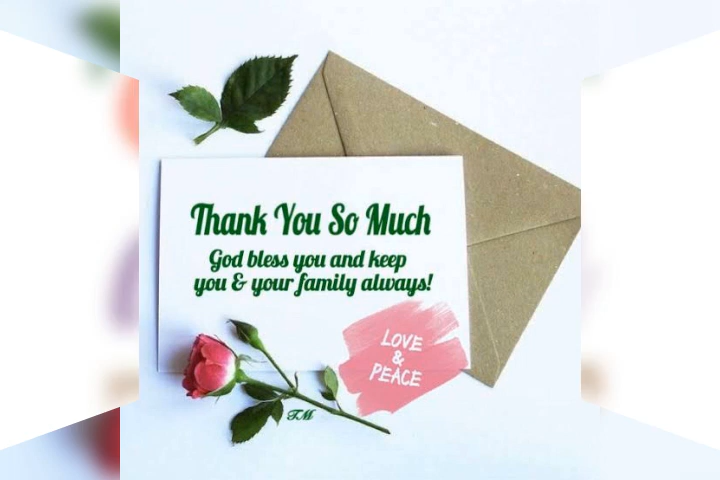 Thank You So Much
God bless you and keep
you & your family always!
LOVE
&
PEACE
TM